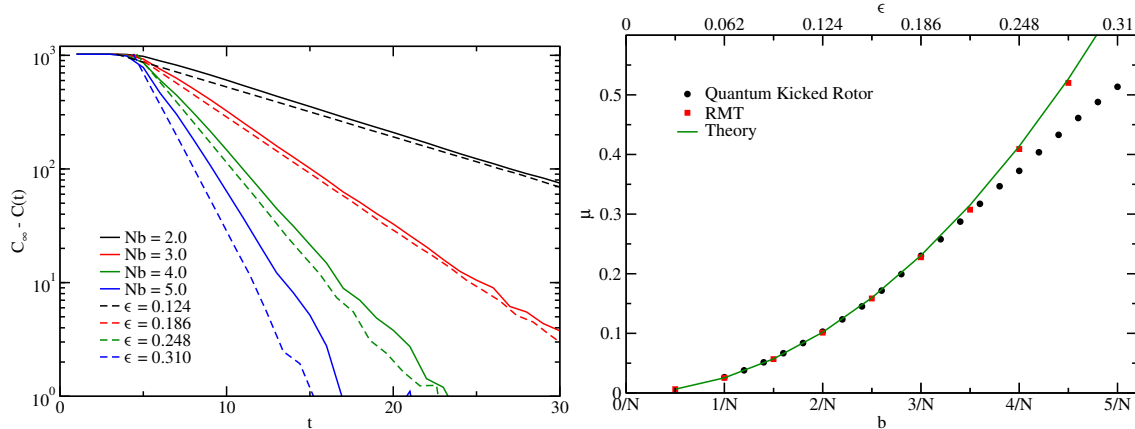 10³
10²
10¹
10⁰
C∞ - C(t)
Nb = 2.0
Nb = 3.0
Nb = 4.0
Nb = 5.0
ϵ = 0.124
ϵ = 0.186
ϵ = 0.248
ϵ = 0.310
0 10 20 30
t
ϵ
0 0.062 0.124 0.186 0.248 0.31
Quantum Kicked Rotor
RMT
Theory
0.5
0.4
0.3
0.2
0.1
0
μ
0/N 1/N 2/N 3/N 4/N 5/N
b